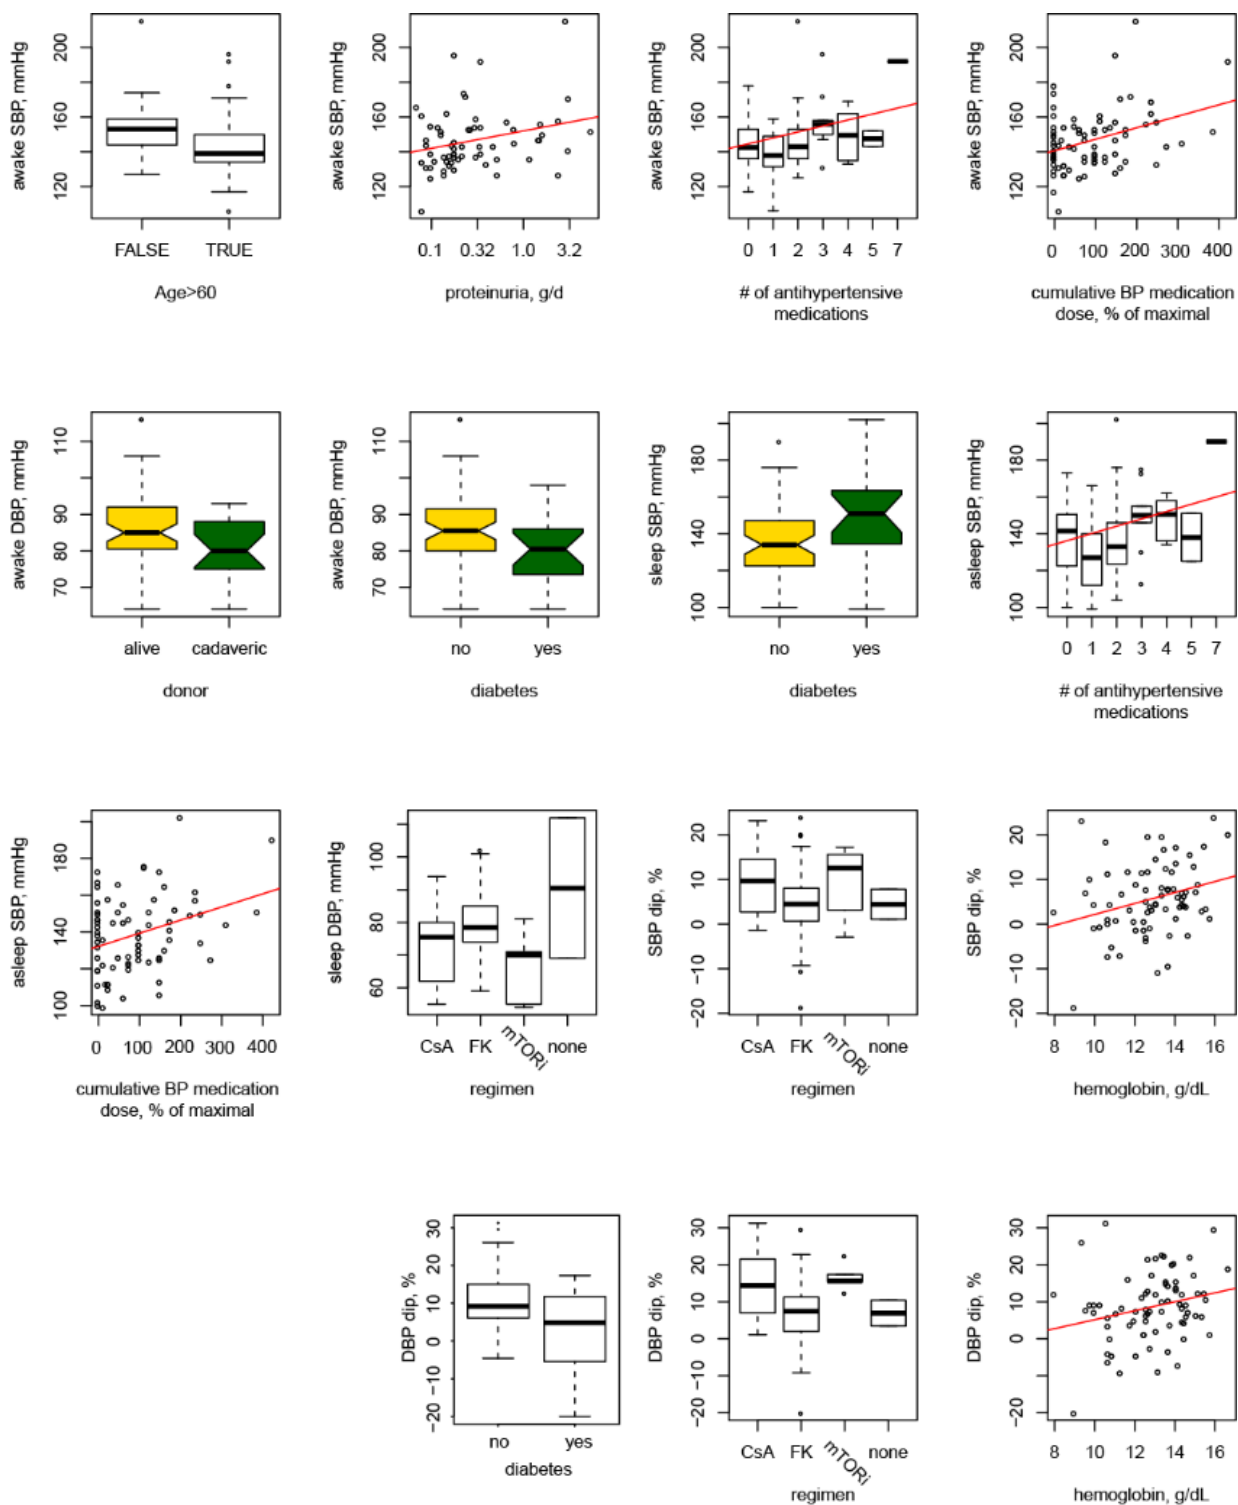 awake SBP, mmHg
200
160
120
FALSE TRUE
Age>60
awake SBP, mmHg
200
160
120
0.1 0.32 1.0 3.2
proteinuria, g/d
awake SBP, mmHg
200
160
120
0 1 2 3 4 5 7
# of antihypertensive
medications
awake SBP, mmHg
200
160
120
0 100 200 300 400
cumulative BP medication
dose, % of maximal
awake DBP, mmHg
110
90
80
70
alive cadaveric
donor
awake DBP, mmHg
110
90
80
70
no yes
diabetes
sleep SBP, mmHg
180
140
100
no yes
diabetes
asleep SBP, mmHg
180
140
100
0 1 2 3 4 5 7
# of antihypertensive
medications
asleep SBP, mmHg
180
140
100
0 100 200 300 400
cumulative BP medication
dose, % of maximal
sleep DBP, mmHg
100
80
60
CsA FK mTORi none
regimen
SBP dip, %
20
10
0
−10
−20
CsA FK mTORi none
regimen
SBP dip, %
20
10
0
−10
−20
8 10 12 14 16
hemoglobin, g/dL
DBP dip, %
30
20
10
0
−10
−20
no yes
diabetes
DBP dip, %
30
20
10
0
−10
−20
CsA FK mTORi none
regimen
DBP dip, %
30
20
10
0
−10
−20
8 10 12 14 16
hemoglobin, g/dL